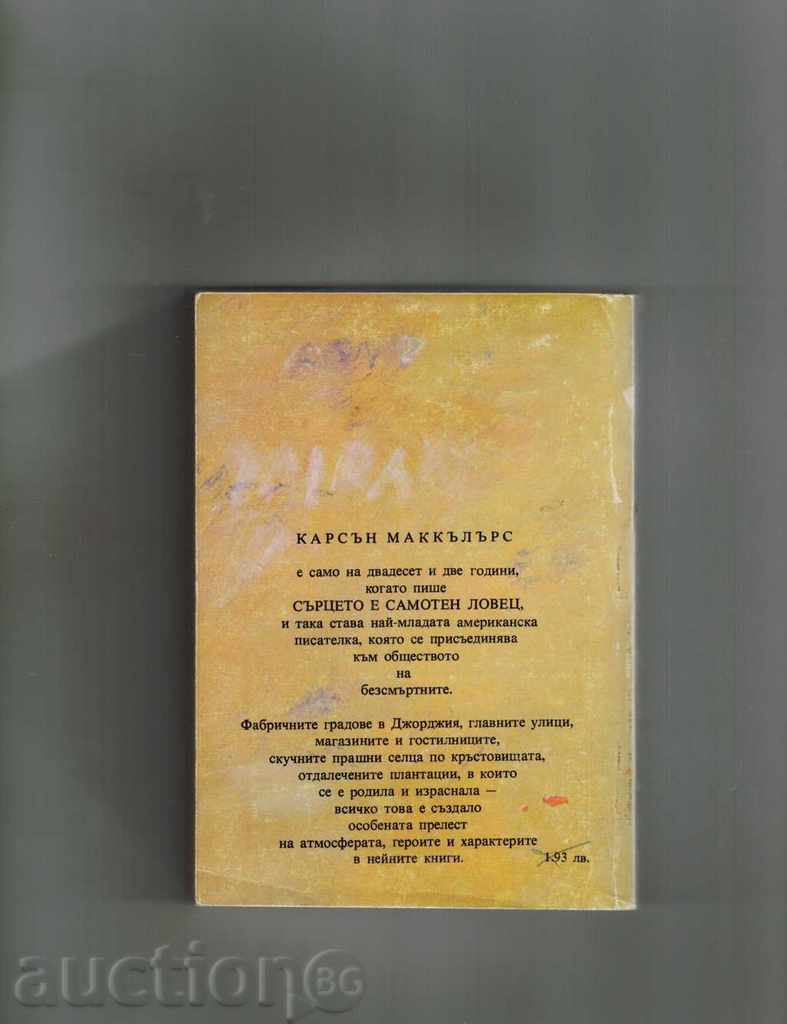 КАРСЪН МАККЪЛЪРС
е само на двадесет и две години,
когато пише
СЪРЦЕТО Е САМОТЕН ЛОВЕЦ,
и така става най-младата американска
писателка, която се присъединява
към обществото
на
безсмъртните.
Фабричните градове в Джорджия, главните улици,
магазините и гостилниците,
скучните прашни селца по кръстовищата,
отдалечените плантации, в които
се е родила и израснала —
всичко това е създало
особената прелест
на атмосферата, героите и характерите
в нейните книги. 1.93 лв.
auctionBG